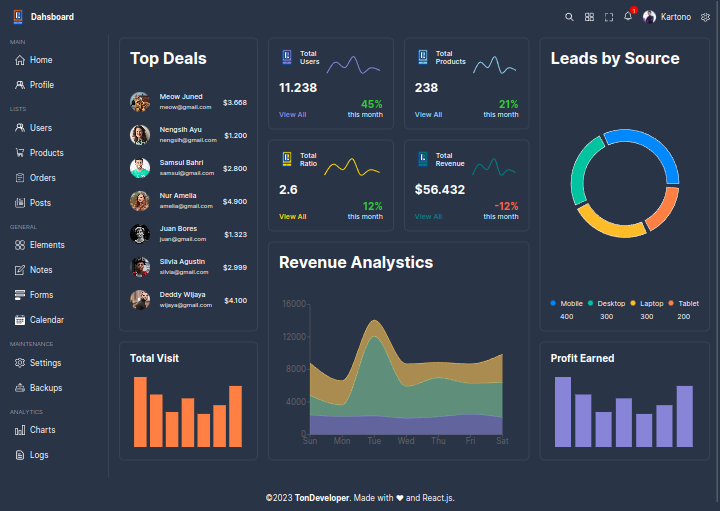 Dahsboard
1
Kartono
MAIN
Home
Profile
LISTS
Users
Products
Orders
Posts
GENERAL
Elements
Notes
Forms
Calendar
MAINTENANCE
Settings
Backups
ANALYTICS
Charts
Logs
Top Deals
Meow Juned
meow@gmail.com
$3.668
Nengsih Ayu
nengsih@gmail.com
$1.200
Samsul Bahri
samsul@gmail.com
$2.800
Nur Amelia
amelia@gmail.com
$4.900
Juan Bores
juan@gmail.com
$1.323
Silvia Agustin
silvia@gmail.com
$2.999
Deddy Wijaya
wijaya@gmail.com
$4.100
Total Visit
Total
Users
11.238
View All
45%
this month
Total
Products
238
View All
21%
this month
Total
Ratio
2.6
View All
12%
this month
Total
Revenue
$56.432
View All
-12%
this month
Revenue Analystics
16000
12000
8000
4000
0
Sun Mon Tue Wed Thu Fri Sat
Leads by Source
Mobile Desktop Laptop Tablet
400 300 300 200
Profit Earned
©2023 TonDeveloper. Made with ❤ and React.js.